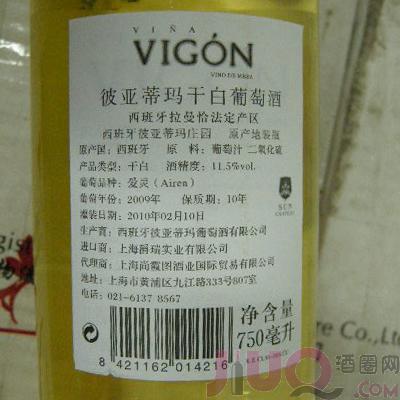 VIÑA
VIGÓN
VINO DE MESA
彼亚蒂玛干白葡萄酒
西班牙拉曼恰法定产区
西班牙彼亚蒂玛庄园 原产地装瓶
原产国：西班牙 原 料：葡萄汁 二氧化硫
产品类型：干白 酒精度：11.5%vol.
葡萄品种：爱灵（Airen）
葡萄年份：2009年 保质期：10年
灌装日期：2010年02月10日
生产商：西班牙彼亚蒂玛葡萄酒有限公司
进口商：上海爵瑞实业有限公司
代理商：上海尚霞图酒业国际贸易有限公司
地址：上海市黄浦区九江路333号807室
电话：021-6137 8567
净含量
750毫升
8 421162 014216
SUN
re Co.,Ltd
JIUQ 酒圈网